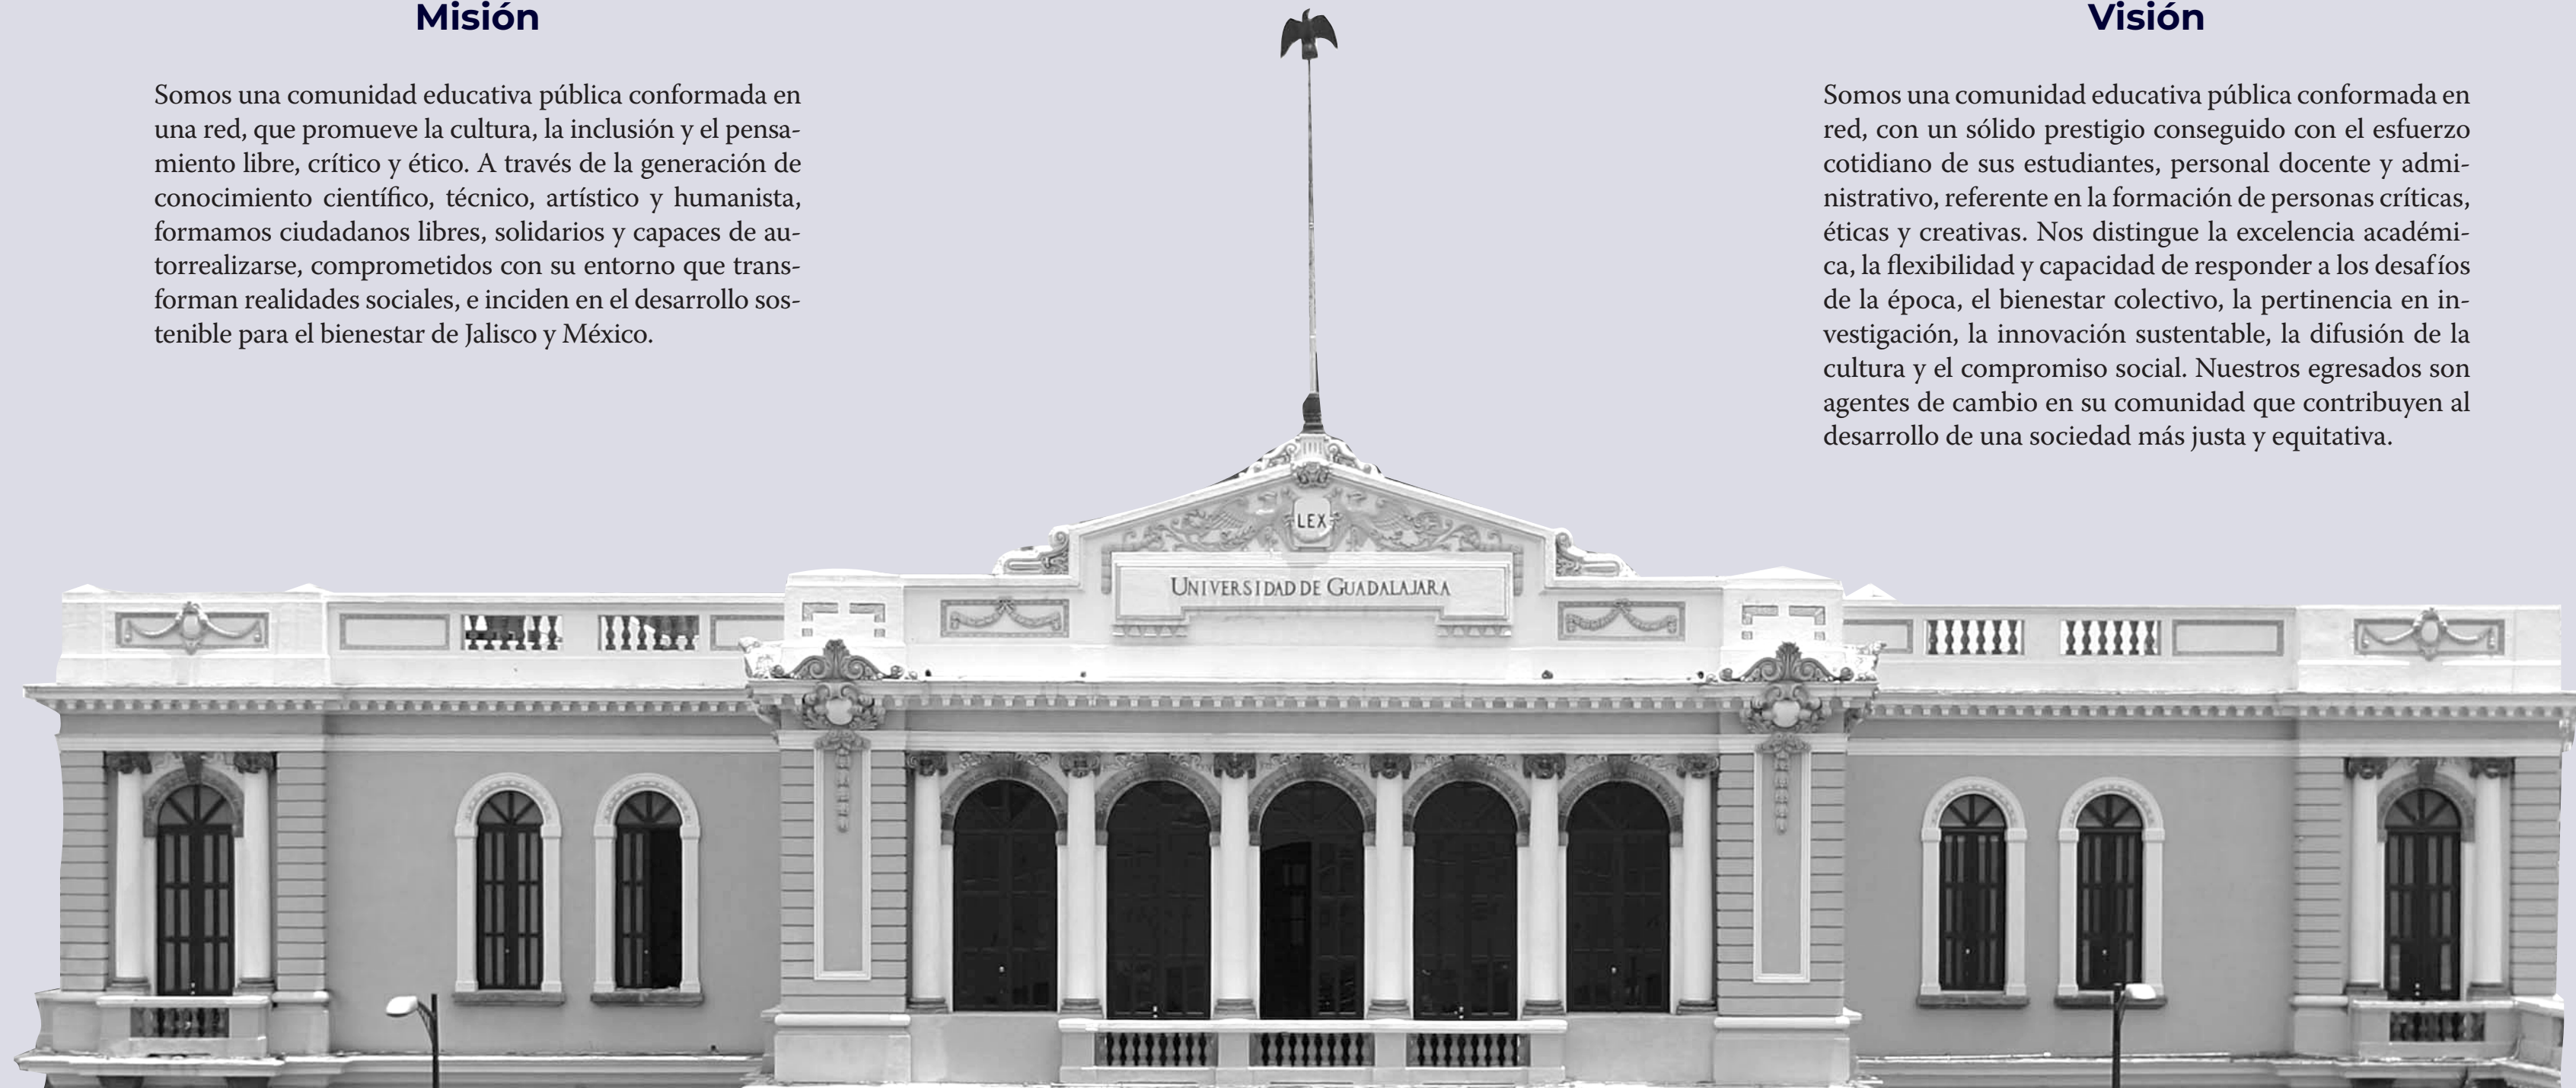 Misión
Somos una comunidad educativa pública conformada en
una red, que promueve la cultura, la inclusión y el pensa-
miento libre, crítico y ético. A través de la generación de
conocimiento científico, técnico, artístico y humanista,
formamos ciudadanos libres, solidarios y capaces de au-
torrealizarse, comprometidos con su entorno que trans-
forman realidades sociales, e inciden en el desarrollo sos-
tenible para el bienestar de Jalisco y México.
Visión
Somos una comunidad educativa pública conformada en
red, con un sólido prestigio conseguido con el esfuerzo
cotidiano de sus estudiantes, personal docente y admi-
nistrativo, referente en la formación de personas críticas,
éticas y creativas. Nos distingue la excelencia académi-
ca, la flexibilidad y capacidad de responder a los desafíos
de la época, el bienestar colectivo, la pertinencia en in-
vestigación, la innovación sustentable, la difusión de la
cultura y el compromiso social. Nuestros egresados son
agentes de cambio en su comunidad que contribuyen al
desarrollo de una sociedad más justa y equitativa.
LEX
UNIVERSIDAD DE GUADALAJARA